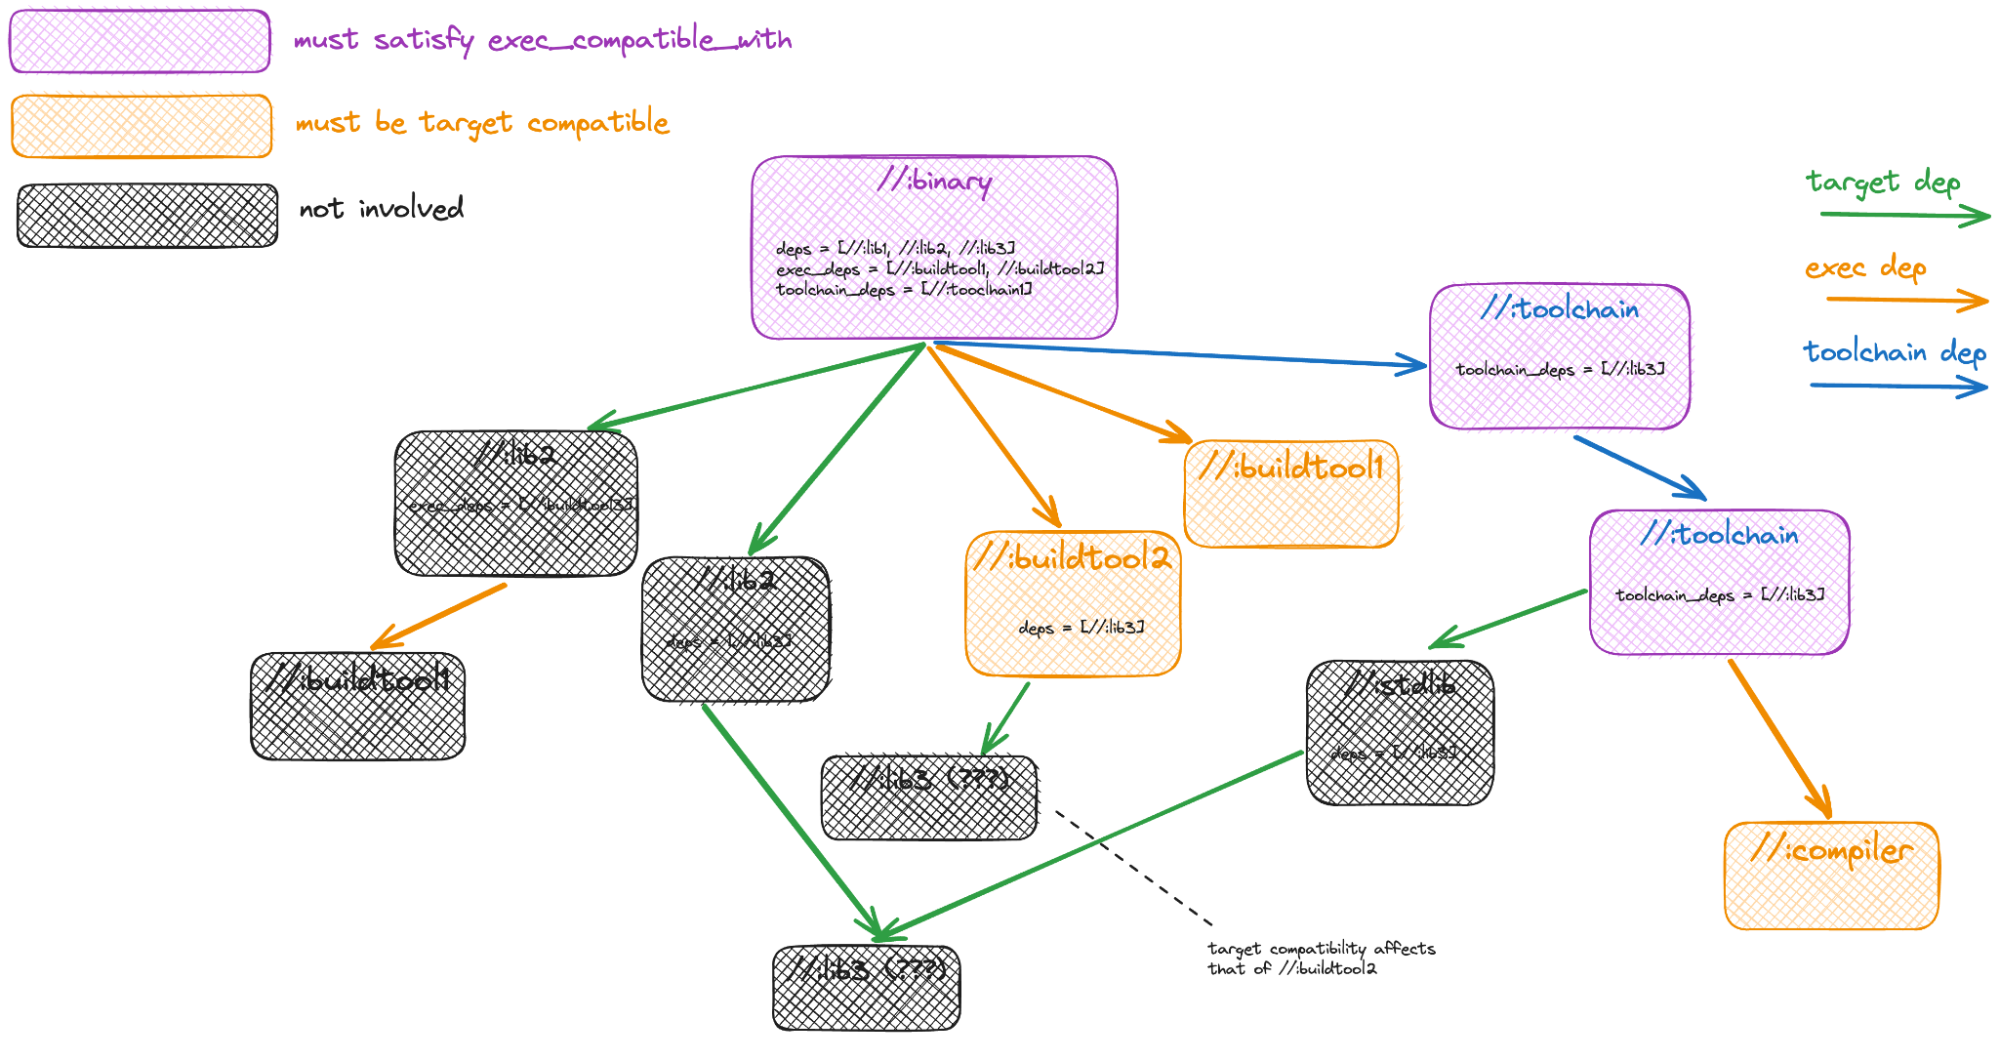 must satisfy exec_compatible_with
must be target compatible
not involved
target dep
exec dep
toolchain dep
//:binary
deps = [//:lib1, //:lib2, //:lib3]
exec_deps = [//:buildtool1, //:buildtool2]
toolchain_deps = [//:tooclhain1]
//:toolchain
toolchain_deps = [//:lib3]
//:lib2
exec_deps = [//:buildtool3]
//:buildtool1
//:lib2
deps = [//:lib3]
//:buildtool2
deps = [//:lib3]
//:toolchain
toolchain_deps = [//:lib3]
//:buildtool1
//:stdlib
deps = [//:lib3]
//:lib3 (???)
//:compiler
target compatibility affects
that of //:buildtool2
//:lib3 (???)